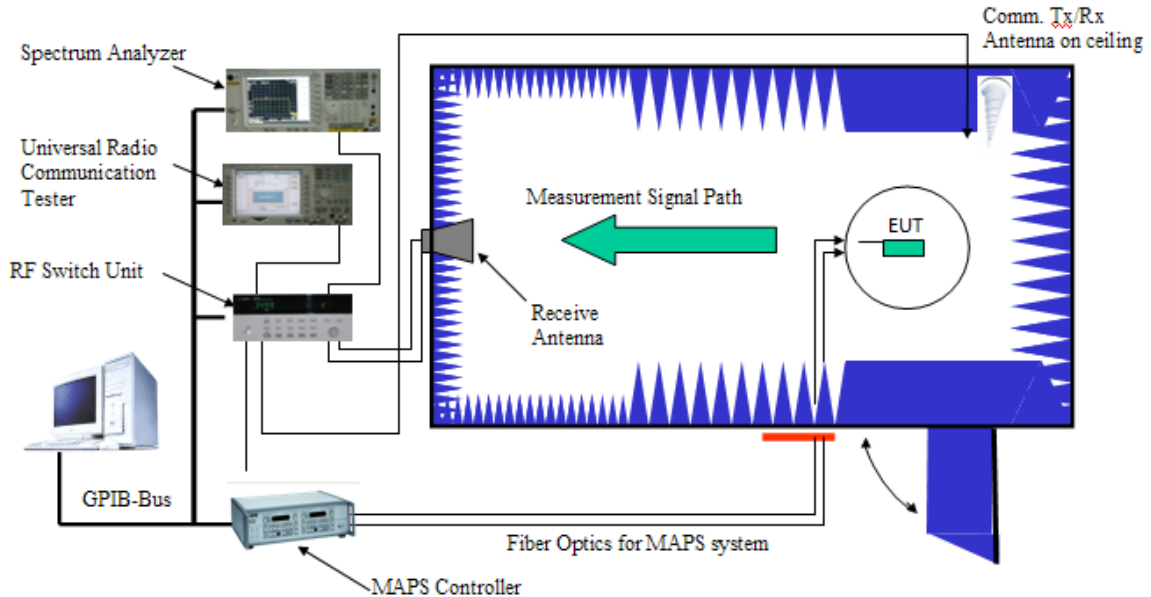 Comm. Tx/Rx
Antenna on ceiling
Spectrum Analyzer
Universal Radio
Communication
Tester
Measurement Signal Path
EUT
RF Switch Unit
Receive
Antenna
GPIB-Bus
Fiber Optics for MAPS system
MAPS Controller